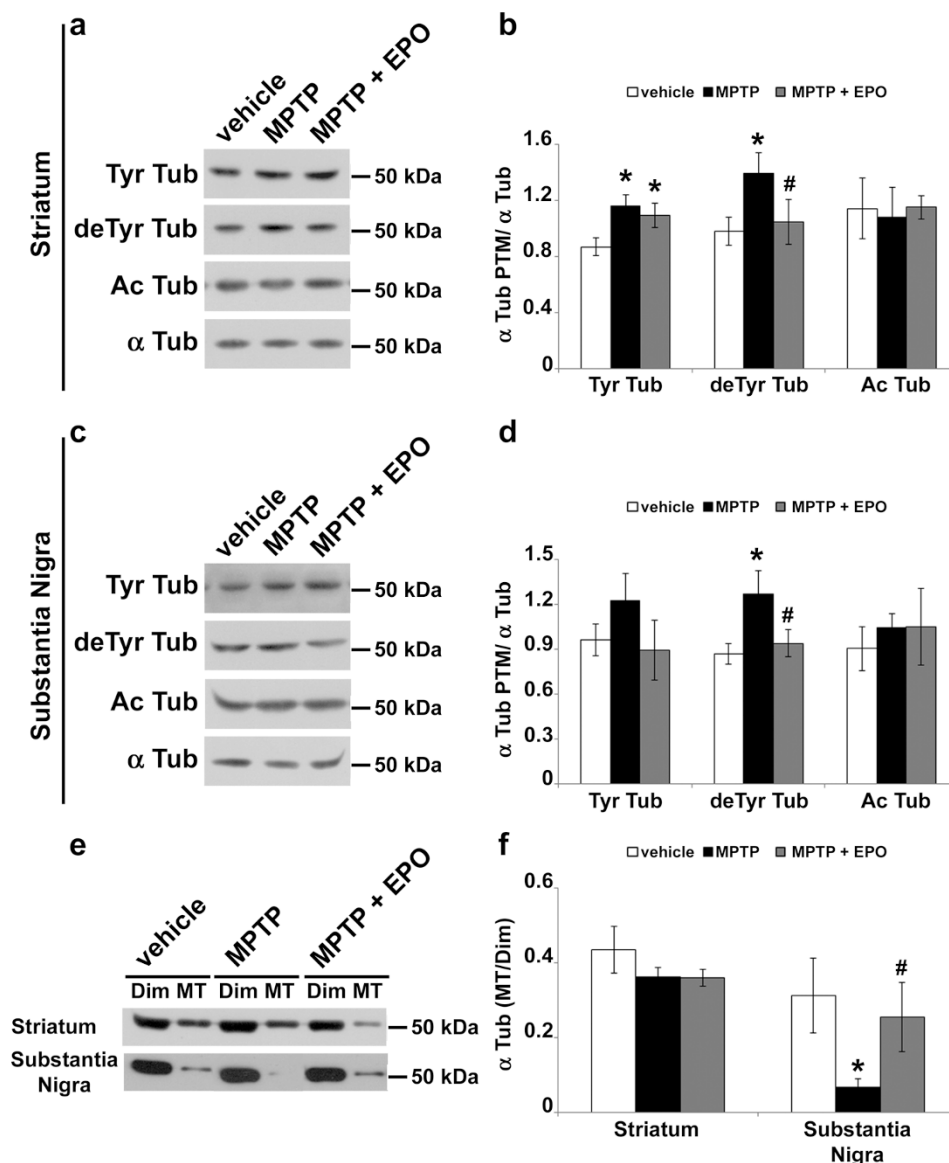 a
vehicle
MPTP
MPTP + EPO
Striatum
Tyr Tub
50 kDa
deTyr Tub
50 kDa
Ac Tub
50 kDa
α Tub
50 kDa
b
vehicle MPTP MPTP + EPO
α Tub PTM/ α Tub
1.6
1.2
0.8
0.4
0
* *
* #
Tyr Tub deTyr Tub Ac Tub
c
vehicle
MPTP
MPTP + EPO
Substantia Nigra
Tyr Tub
50 kDa
deTyr Tub
50 kDa
Ac Tub
50 kDa
α Tub
50 kDa
d
vehicle MPTP MPTP + EPO
α Tub PTM/ α Tub
1.5
1.2
0.9
0.6
0.3
0
* #
Tyr Tub deTyr Tub Ac Tub
e
vehicle
MPTP
MPTP + EPO
Dim MT Dim MT Dim MT
Striatum
50 kDa
Substantia
Nigra
50 kDa
f
vehicle MPTP MPTP + EPO
α Tub (MT/Dim)
0.6
0.4
0.2
0
* #
Striatum Substantia
Nigra